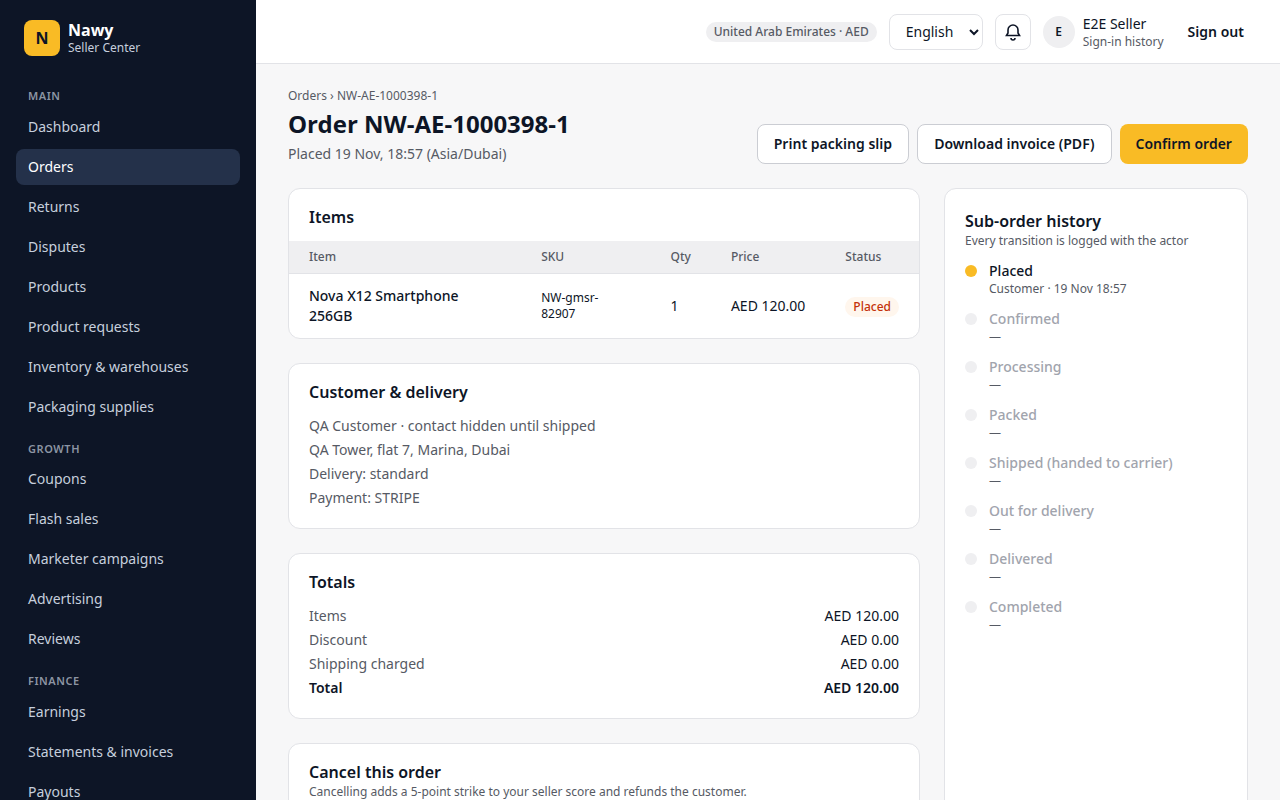 N
Nawy
Seller Center
MAIN
Dashboard
Orders
Returns
Disputes
Products
Product requests
Inventory & warehouses
Packaging supplies
GROWTH
Coupons
Flash sales
Marketer campaigns
Advertising
Reviews
FINANCE
Earnings
Statements & invoices
Payouts
United Arab Emirates · AED
English
E
E2E Seller
Sign-in history
Sign out
Orders › NW-AE-1000398-1
Order NW-AE-1000398-1
Placed 19 Nov, 18:57 (Asia/Dubai)
Print packing slip
Download invoice (PDF)
Confirm order
Items
Item SKU Qty Price Status
Nova X12 Smartphone
256GB
NW-gmsr-
82907
1
AED 120.00
Placed
Customer & delivery
QA Customer · contact hidden until shipped
QA Tower, flat 7, Marina, Dubai
Delivery: standard
Payment: STRIPE
Totals
Items AED 120.00
Discount AED 0.00
Shipping charged AED 0.00
Total AED 120.00
Cancel this order
Cancelling adds a 5-point strike to your seller score and refunds the customer.
Sub-order history
Every transition is logged with the actor
Placed
Customer · 19 Nov 18:57
Confirmed
—
Processing
—
Packed
—
Shipped (handed to carrier)
—
Out for delivery
—
Delivered
—
Completed
—